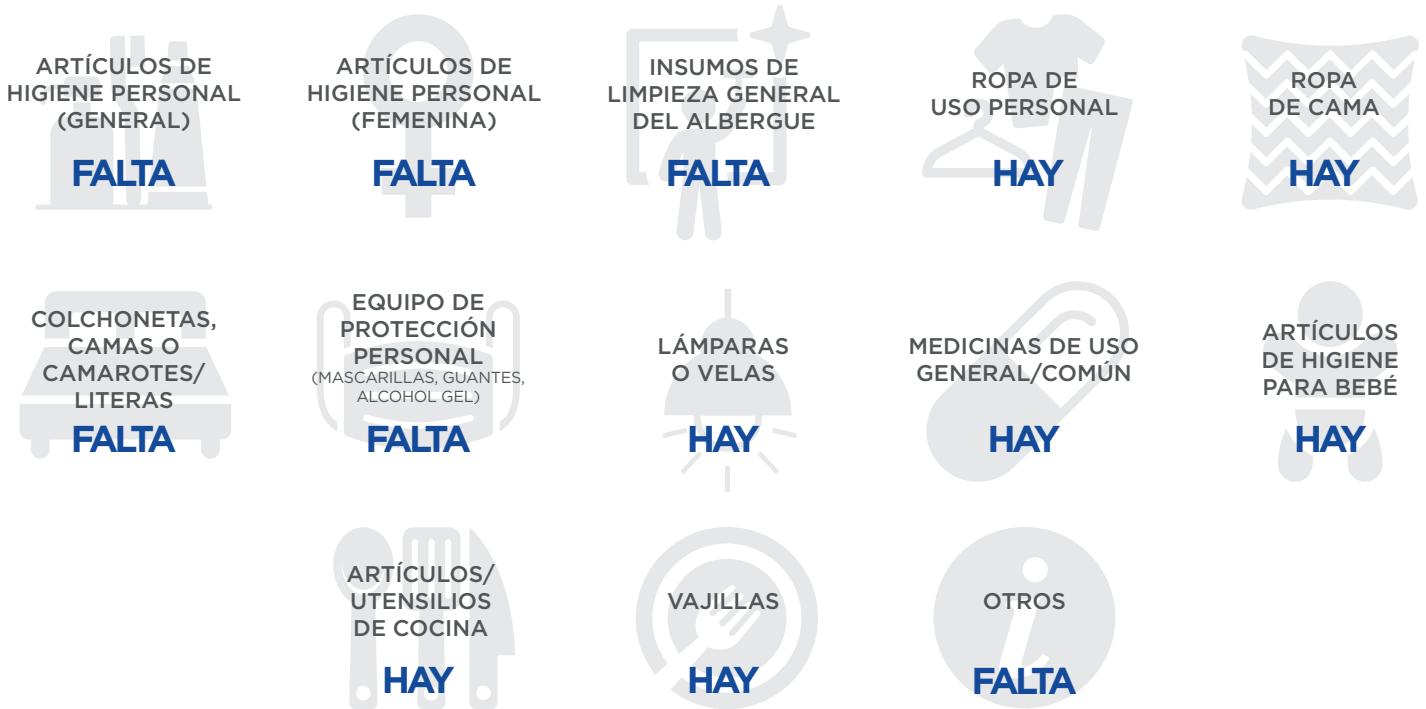 ARTÍCULOS DE
HIGIENE PERSONAL
(GENERAL)
FALTA
ARTÍCULOS DE
HIGIENE PERSONAL
(FEMENINA)
FALTA
INSUMOS DE
LIMPIEZA GENERAL
DEL ALBERGUE
FALTA
ROPA DE
USO PERSONAL
HAY
ROPA
DE CAMA
HAY
COLCHONETAS,
CAMAS O
CAMAROTES/
LITERAS
FALTA
EQUIPO DE
PROTECCIÓN
PERSONAL
(MASCARILLAS, GUANTES,
ALCOHOL GEL)
FALTA
LÁMPARAS
O VELAS
HAY
MEDICINAS DE USO
GENERAL/COMÚN
HAY
ARTÍCULOS
DE HIGIENE
PARA BEBÉ
HAY
ARTÍCULOS/
UTENSILIOS
DE COCINA
HAY
VAJILLAS
HAY
OTROS
FALTA